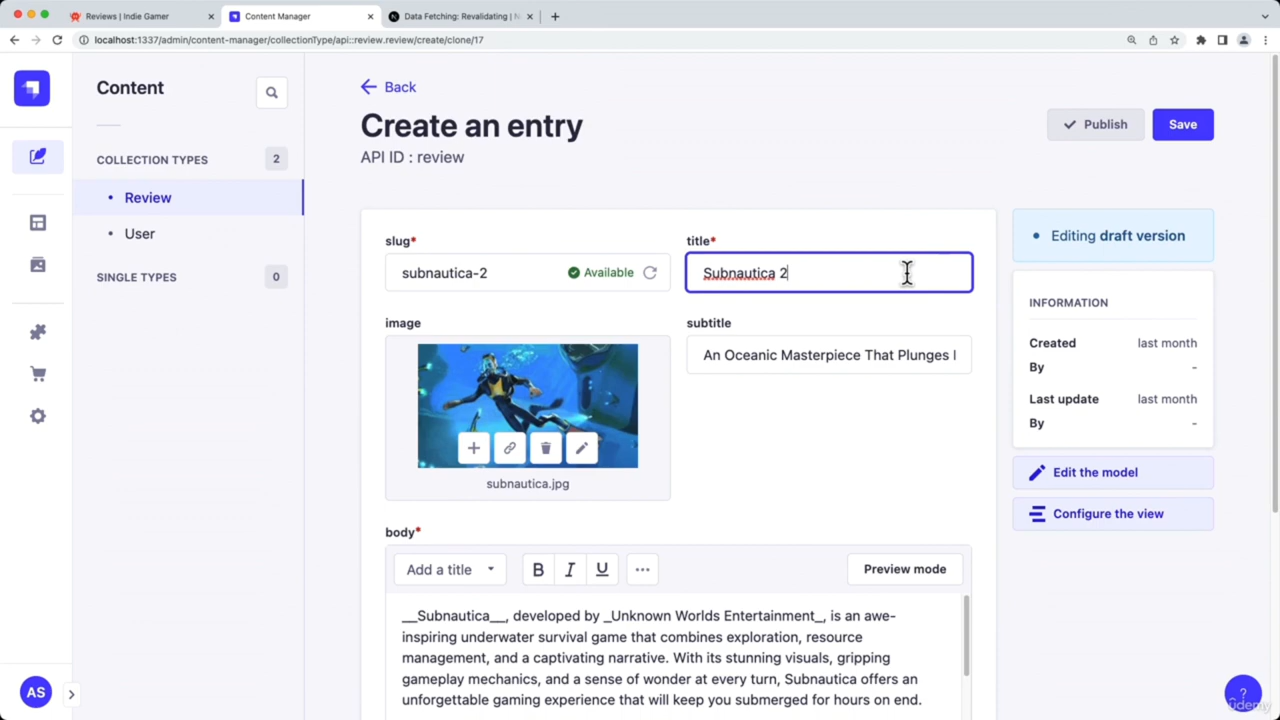 Reviews | Indie Gamer
Content Manager
Data Fetching: Revalidating | N
localhost:1337/admin/content-manager/collectionType/api::review.review/create/clone/17
Content
COLLECTION TYPES 2
Review
User
SINGLE TYPES 0
AS
Back
Create an entry
API ID : review
Publish
Save
slug*
subnautica-2
Available
title*
Subnautica 2
image
subnautica.jpg
subtitle
An Oceanic Masterpiece That Plunges I
body*
Add a title
B I U
Preview mode
__Subnautica__, developed by _Unknown Worlds Entertainment_, is an awe-
inspiring underwater survival game that combines exploration, resource
management, and a captivating narrative. With its stunning visuals, gripping
gameplay mechanics, and a sense of wonder at every turn, Subnautica offers an
unforgettable gaming experience that will keep you submerged for hours on end.
Editing draft version
INFORMATION
Created last month
By -
Last update last month
By -
Edit the model
Configure the view
?
udemy